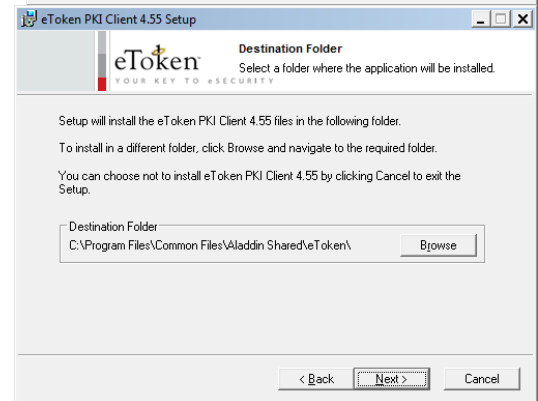 eToken PKI Client 4.55 Setup
eToken
YOUR KEY TO eSECURITY
Destination Folder
Select a folder where the application will be installed.
Setup will install the eToken PKI Client 4.55 files in the following folder.
To install in a different folder, click Browse and navigate to the required folder.
You can choose not to install eToken PKI Client 4.55 by clicking Cancel to exit the
Setup.
Destination Folder
C:\Program Files\Common Files\Aladdin Shared\eToken\
Browse
< Back
Next >
Cancel